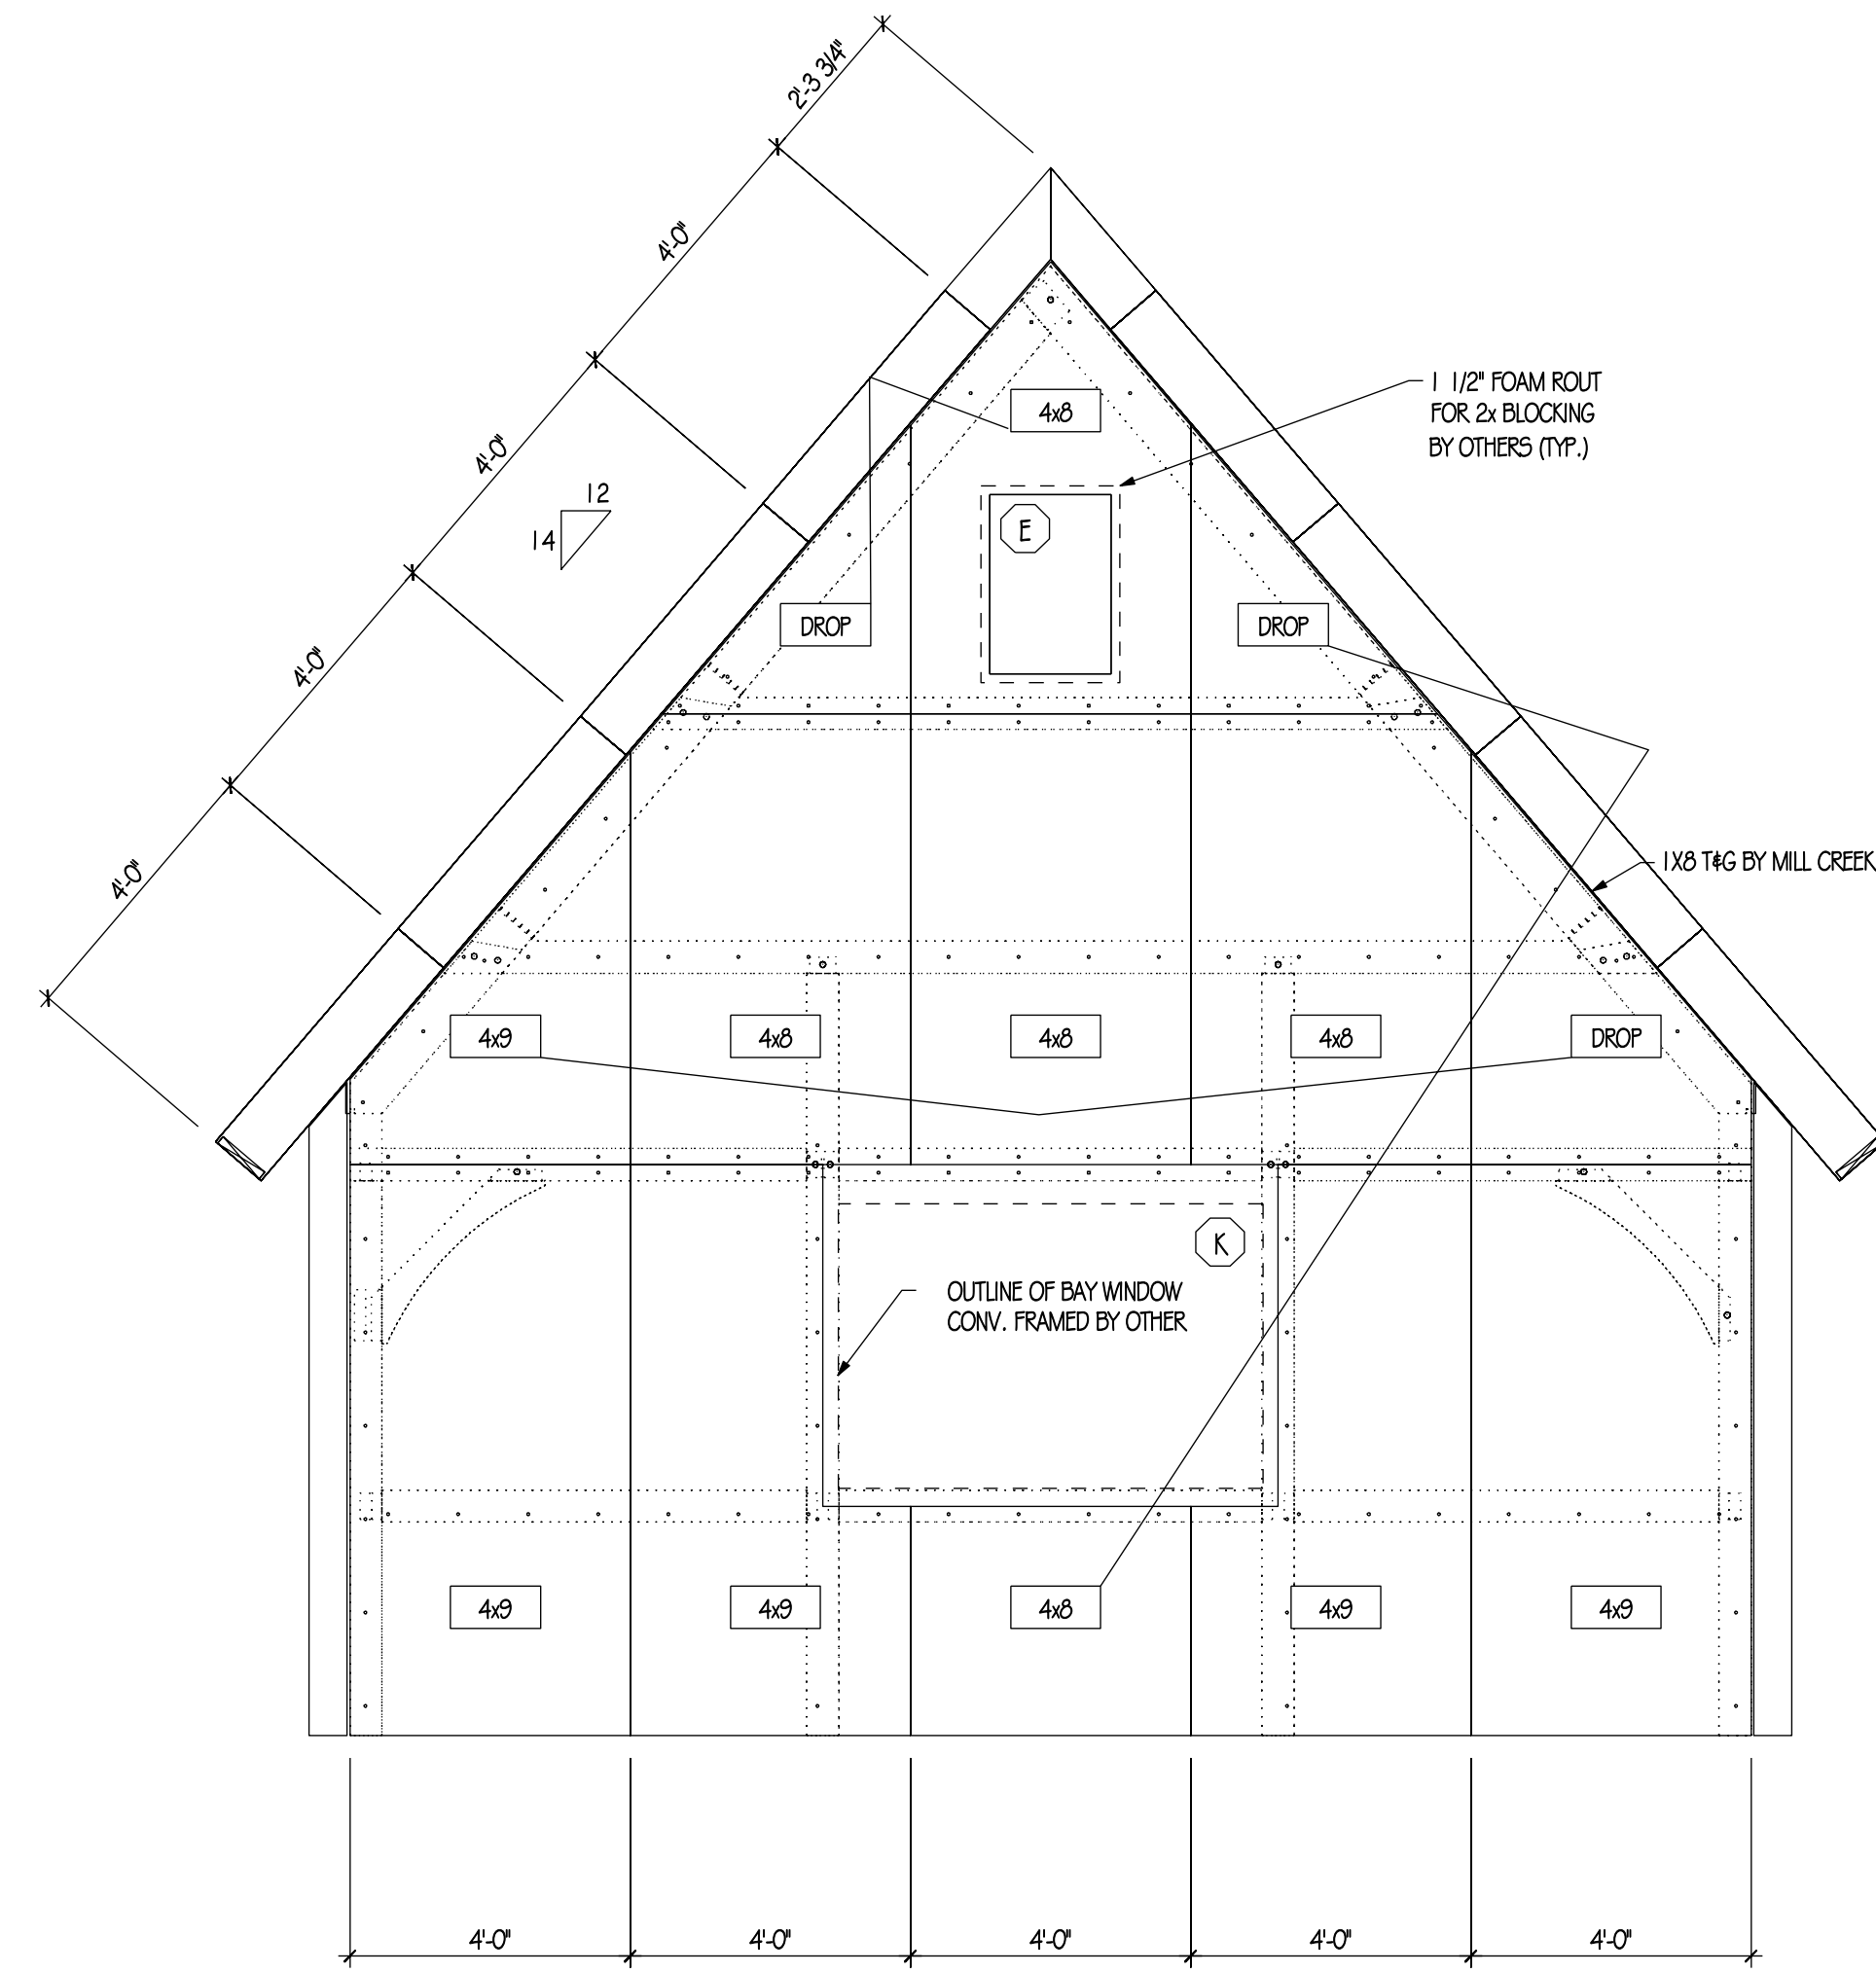 2'-3 3/4"
4'-0"
4'-0"
4'-0"
4'-0"
12
14
1 1/2" FOAM ROUT
FOR 2x BLOCKING
BY OTHERS (TYP.)
4x8
E
DROP
DROP
1X8 T&G BY MILL CREEK
4x9
4x8
4x8
4x8
DROP
K
OUTLINE OF BAY WINDOW
CONV. FRAMED BY OTHER
4x9
4x9
4x8
4x9
4x9
4'-0"
4'-0"
4'-0"
4'-0"
4'-0"